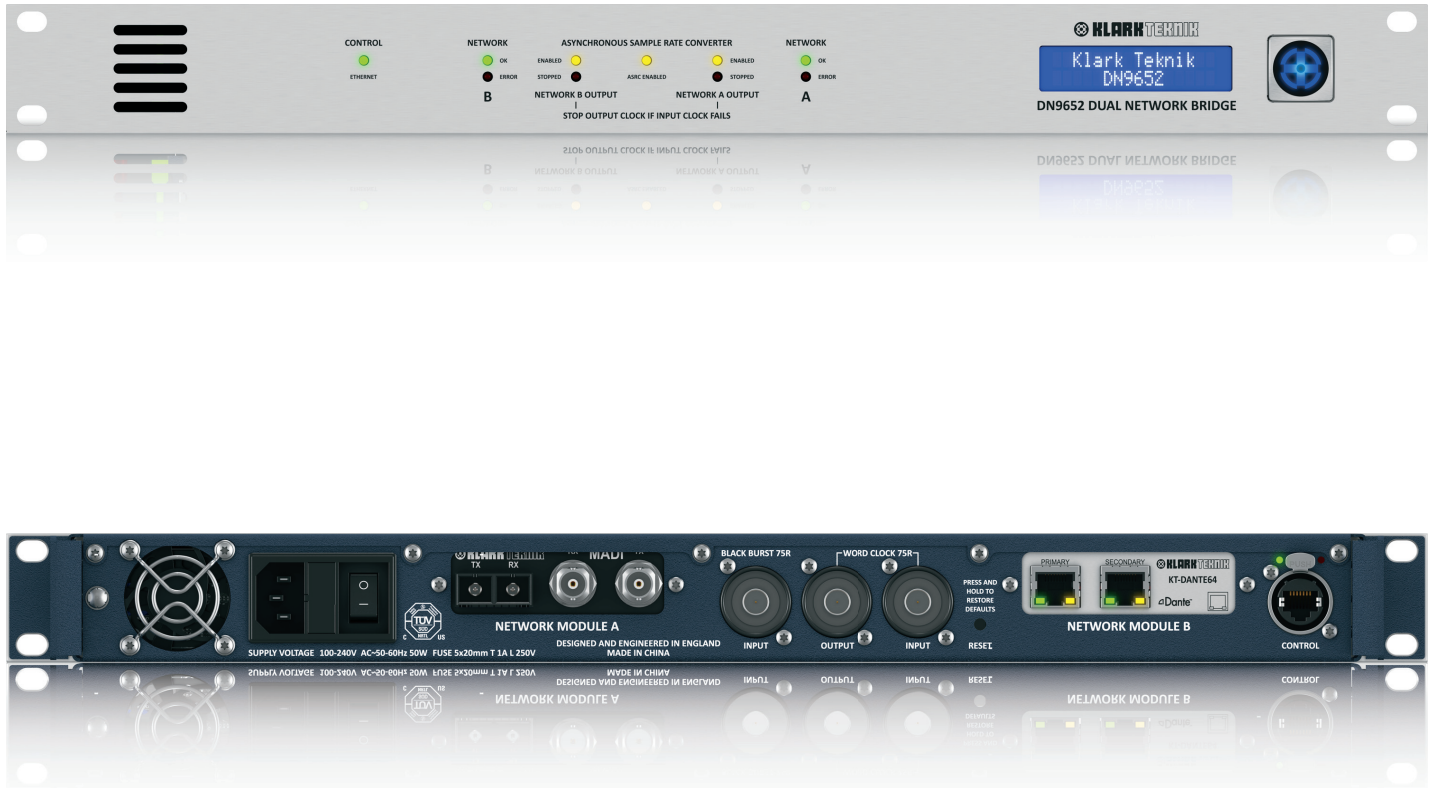 KLARK TEKNIK
CONTROL
ETHERNET
NETWORK
OK
ERROR
B
ASYNCHRONOUS SAMPLE RATE CONVERTER
ENABLED
STOPPED
ASRC ENABLED
ENABLED
STOPPED
NETWORK B OUTPUT
NETWORK A OUTPUT
STOP OUTPUT CLOCK IF INPUT CLOCK FAILS
NETWORK
OK
ERROR
A
Klark Teknik
DN9652
DN9652 DUAL NETWORK BRIDGE
SUPPLY VOLTAGE 100-240V AC~50-60Hz 50W FUSE 5x20mm T 1A L 250V
TÜV
SÜD
NRTL
C US
KLARK TEKNIK
MADI
TX RX
NETWORK MODULE A
DESIGNED AND ENGINEERED IN ENGLAND
MADE IN CHINA
BLACK BURST 75R
INPUT
WORD CLOCK 75R
OUTPUT
INPUT
PRESS AND
HOLD TO
RESTORE
DEFAULTS
RESET
PRIMARY
SECONDARY
KLARK TEKNIK
KT-DANTE64
Dante
NETWORK MODULE B
CONTROL